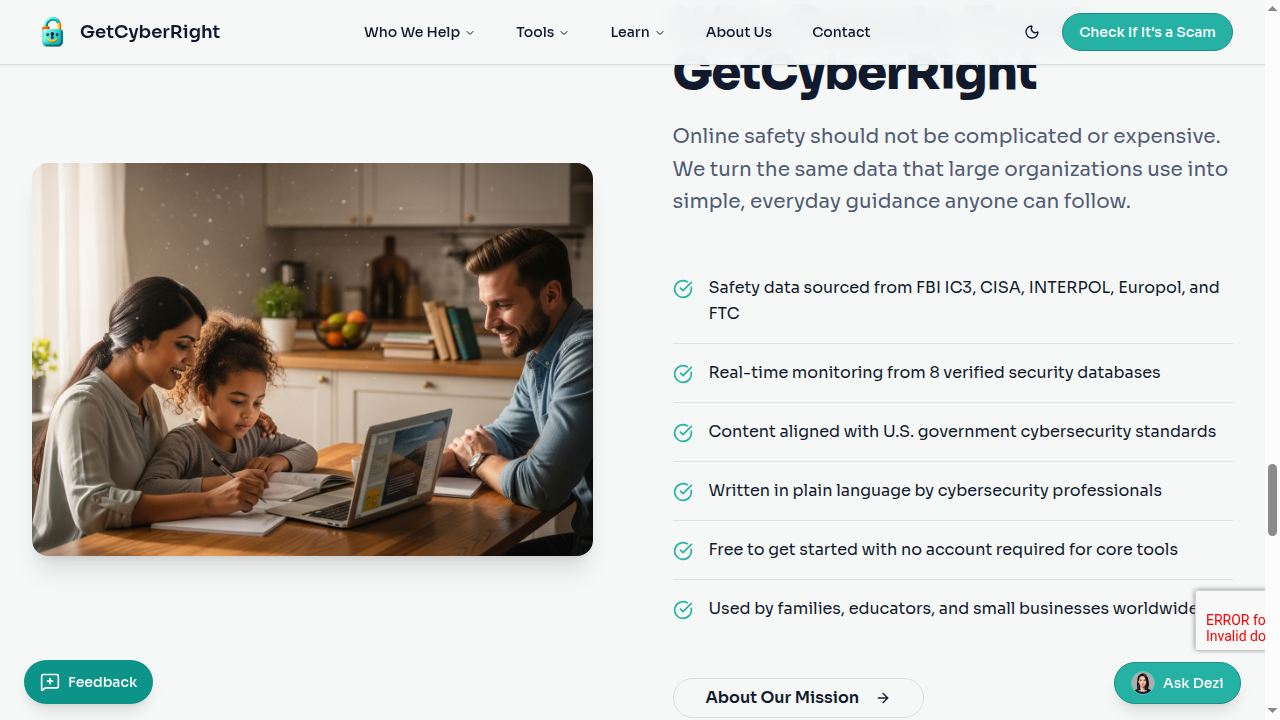 GetCyberRight
Who We Help
Tools
Learn
About Us
Contact
Check If It's a Scam
GetCyberRight
Online safety should not be complicated or expensive.
We turn the same data that large organizations use into
simple, everyday guidance anyone can follow.
Safety data sourced from FBI IC3, CISA, INTERPOL, Europol, and
FTC
Real-time monitoring from 8 verified security databases
Content aligned with U.S. government cybersecurity standards
Written in plain language by cybersecurity professionals
Free to get started with no account required for core tools
Used by families, educators, and small businesses worldwide
ERROR fo
Invalid do
Feedback
Ask Dezi
About Our Mission